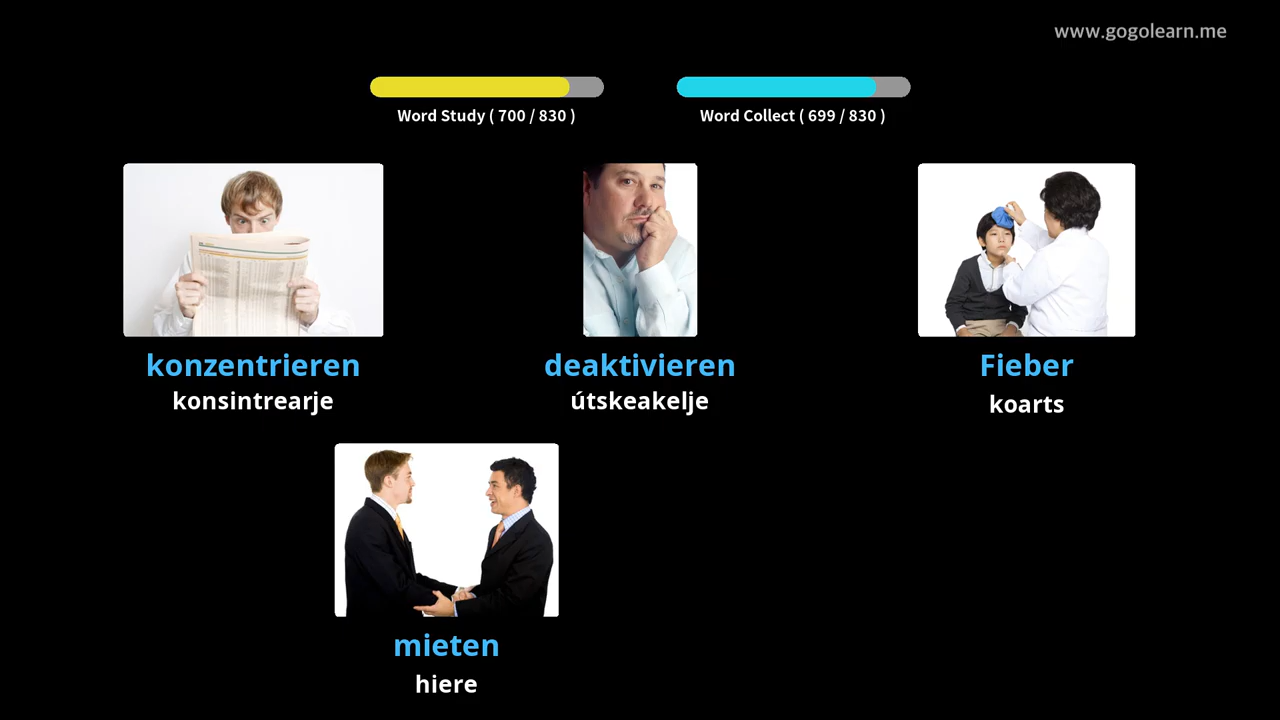 www.gogolearn.me
Word Study ( 700 / 830 )
Word Collect ( 699 / 830 )
konzentrieren
konsintrearje
deaktivieren
útskeakelje
Fieber
koarts
mieten
hiere